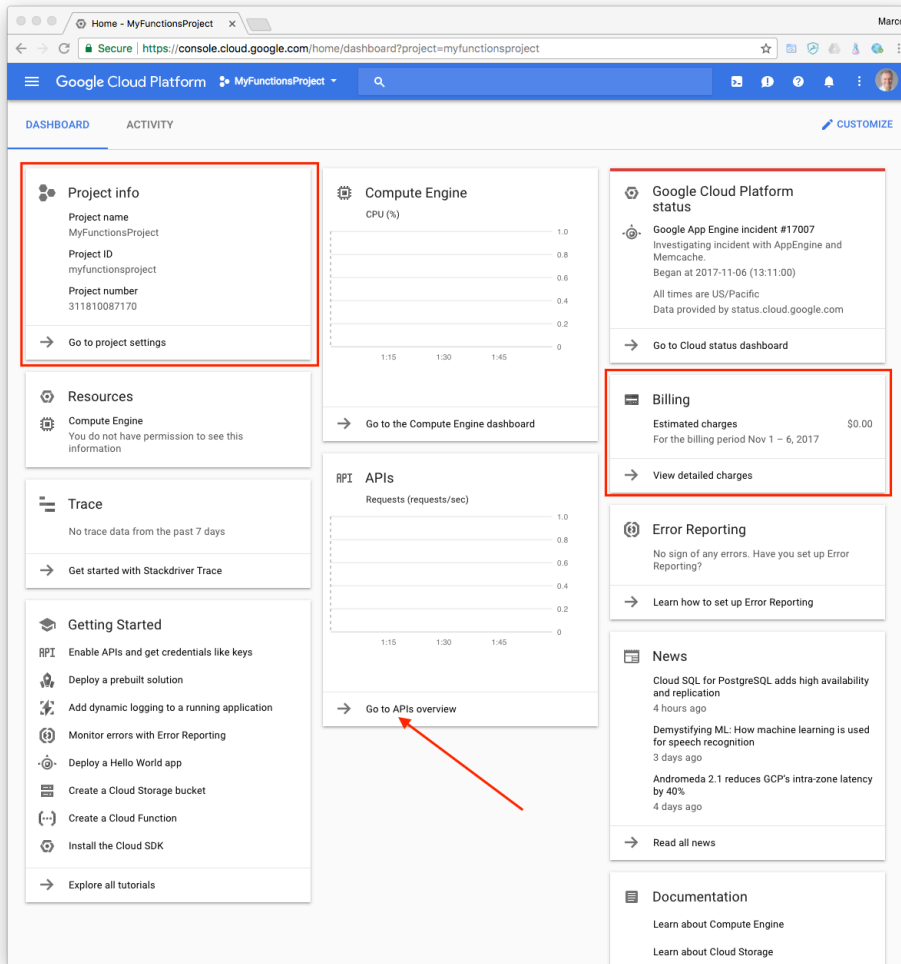 Home - MyFunctionsProject
Secure | https://console.cloud.google.com/home/dashboard?project=myfunctionsproject
Google Cloud Platform MyFunctionsProject
DASHBOARD ACTIVITY CUSTOMIZE
Project info
Project name
MyFunctionsProject
Project ID
myfunctionsproject
Project number
311810087170
Go to project settings
Resources
Compute Engine
You do not have permission to see this
information
Trace
No trace data from the past 7 days
Get started with Stackdriver Trace
Getting Started
API Enable APIs and get credentials like keys
Deploy a prebuilt solution
Add dynamic logging to a running application
Monitor errors with Error Reporting
Deploy a Hello World app
Create a Cloud Storage bucket
Create a Cloud Function
Install the Cloud SDK
Explore all tutorials
Compute Engine
CPU (%)
1.0
0.8
0.6
0.4
0.2
0
1:15 1:30 1:45
Go to the Compute Engine dashboard
API APIs
Requests (requests/sec)
1.0
0.8
0.6
0.4
0.2
0
1:15 1:30 1:45
Go to APIs overview
Google Cloud Platform
status
Google App Engine incident #17007
Investigating incident with AppEngine and
Memcache.
Began at 2017-11-06 (13:11:00)
All times are US/Pacific
Data provided by status.cloud.google.com
Go to Cloud status dashboard
Billing
Estimated charges $0.00
For the billing period Nov 1 – 6, 2017
View detailed charges
Error Reporting
No sign of any errors. Have you set up Error
Reporting?
Learn how to set up Error Reporting
News
Cloud SQL for PostgreSQL adds high availability
and replication
4 hours ago
Demystifying ML: How machine learning is used
for speech recognition
3 days ago
Andromeda 2.1 reduces GCP's intra-zone latency
by 40%
4 days ago
Read all news
Documentation
Learn about Compute Engine
Learn about Cloud Storage